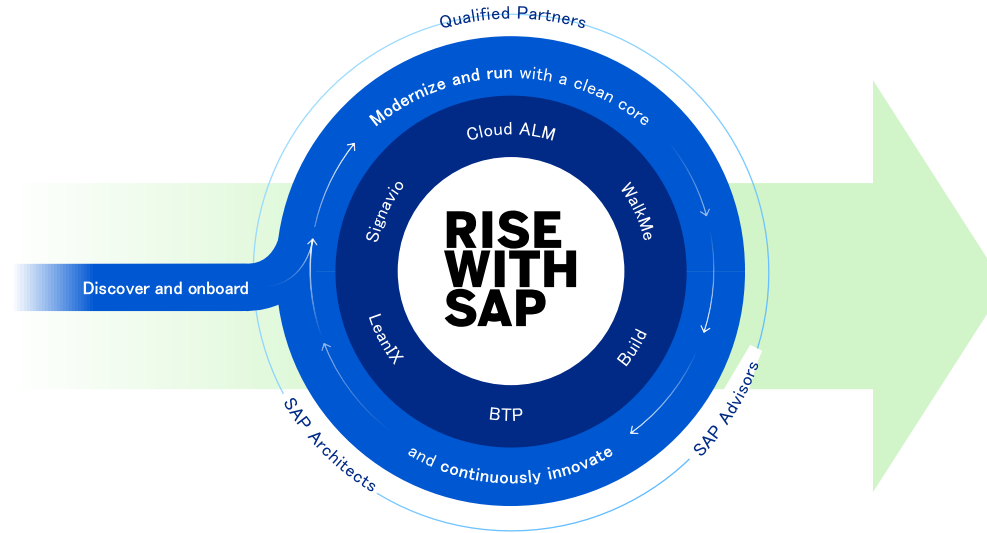 Qualified Partners
Modernize and run with a clean core
Cloud ALM
Signavio
WalkMe
RISE
WITH
SAP
Discover and onboard
LeanIX
Build
BTP
and continuously innovate
SAP Architects
SAP Advisors